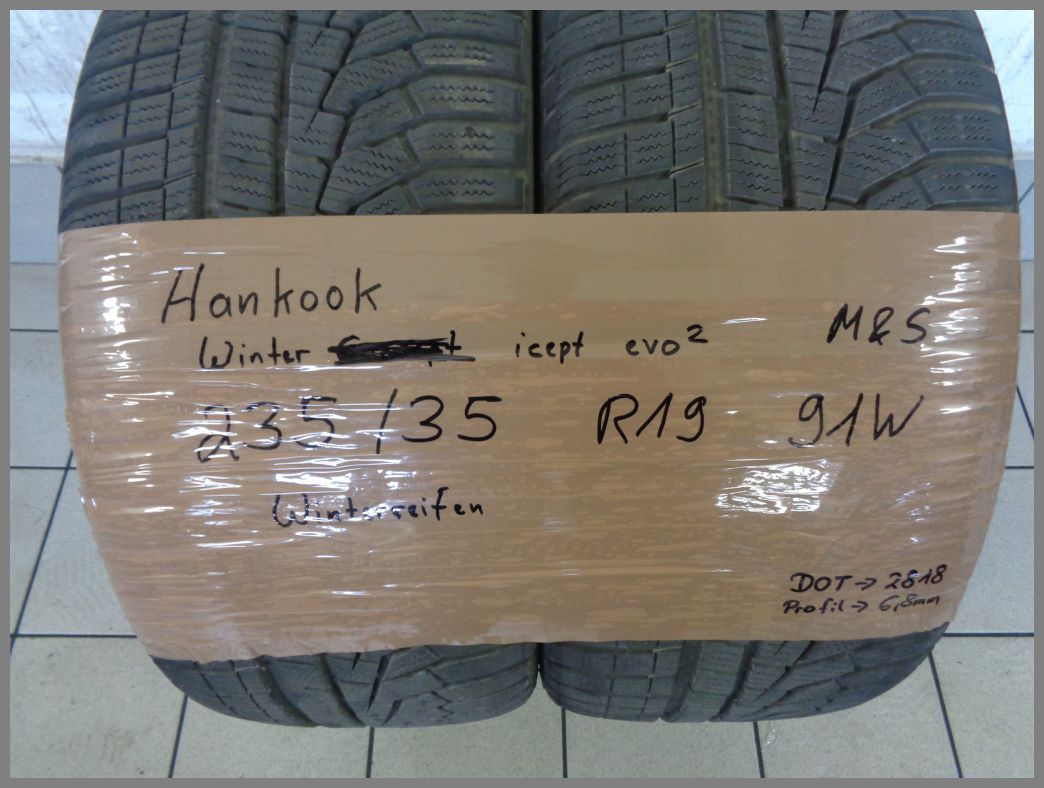 Hankook
Winter icept evo² M&S
235/35 R19 91W
Winterreifen
DOT → 2818
Profil → 6,8mm